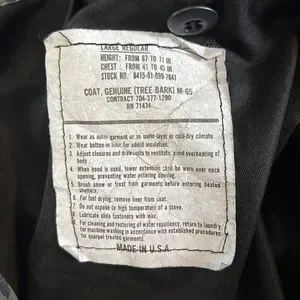 LARGE REGULAR
HEIGHT: FROM 67 TO 71 IN
CHEST: FROM 41 TO 45 IN
STOCK NO. 8415-01-099-7841
COAT, GENUINE (TREE BARK) M-65
CONTRACT 704-377-1290
RN 71434
1. Wear as outer garment or as under-layer in cold-dry climate.
2. Wear button-in liner for added insulation.
3. Adjust closures and drawcords to ventilate; avoid overheating of
body.
4. When hood is used, lower extension shall be worn over neck
opening, preventing water entering opening.
5. Brush snow or frost from garments before entering heated
shelters.
6. For fast drying, remove liner from coat.
7. Do not expose to high temperature of a stove.
8. Lubricate slide fasteners with wax.
9. For cleaning and restoring of water repellency, return to laundry
for machine washing in accordance with established procedures
for quarpel treated garments.
MADE IN U.S.A.